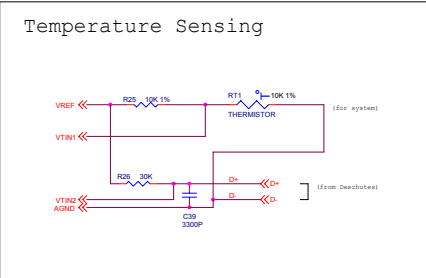 Temperature Sensing
R25 10K 1%
RT1 10K 1%
VREF
(for system)
THERMISTOR
VTIN1
R26 30K
D+ D+
(from Deschutes)
VTIN2
D- D-
AGND
C39
3300P